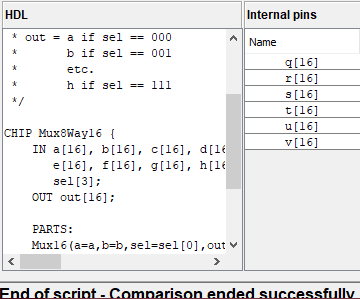 HDL
* out = a if sel == 000
* b if sel == 001
* etc.
* h if sel == 111
*/
CHIP Mux8Way16 {
IN a[16], b[16], c[16], d[16
e[16], f[16], g[16], h[16
sel[3];
OUT out[16];
PARTS:
Mux16(a=a,b=b,sel=sel[0],out
Internal pins
Name
q[16]
r[16]
s[16]
t[16]
u[16]
v[16]
End of script - Comparison ended successfully